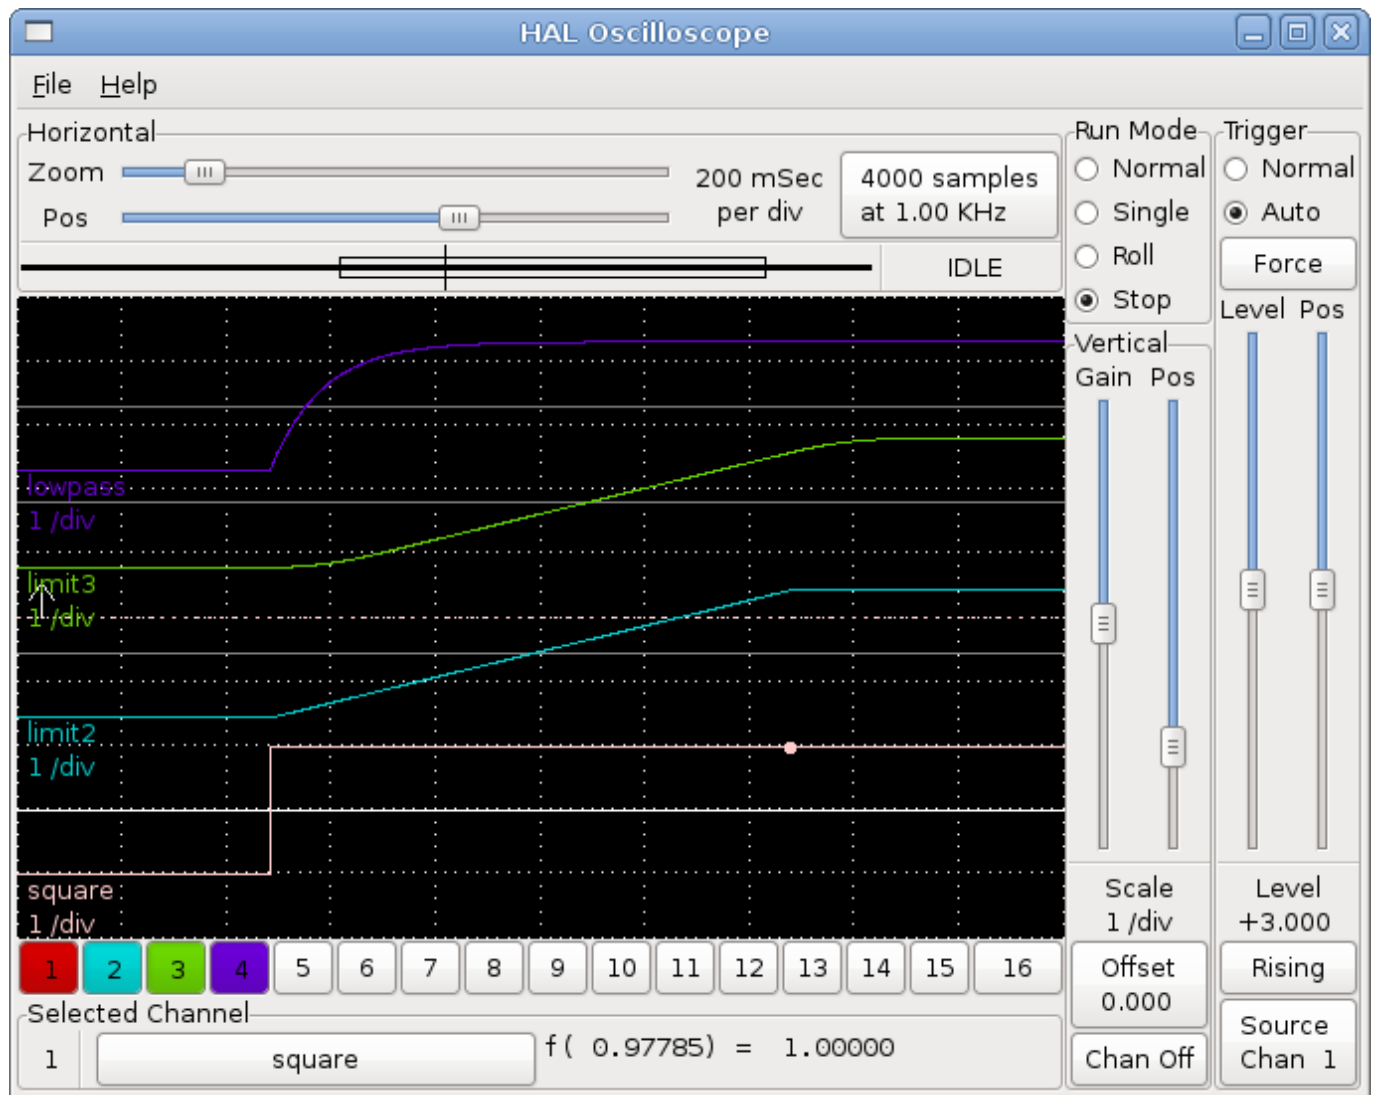 HAL Oscilloscope
File Help
Horizontal
Zoom
Pos
200 mSec
per div
4000 samples
at 1.00 KHz
IDLE
Run Mode
Normal
Single
Roll
Stop
Trigger
Normal
Auto
Force
Level Pos
Vertical
Gain Pos
lowpass
1 /div
limit3
1 /div
limit2
1 /div
square
1 /div
Scale
1 /div
Offset
0.000
Chan Off
Level
+3.000
Rising
Source
Chan 1
1 2 3 4 5 6 7 8 9 10 11 12 13 14 15 16
Selected Channel
1 square f( 0.97785) = 1.00000